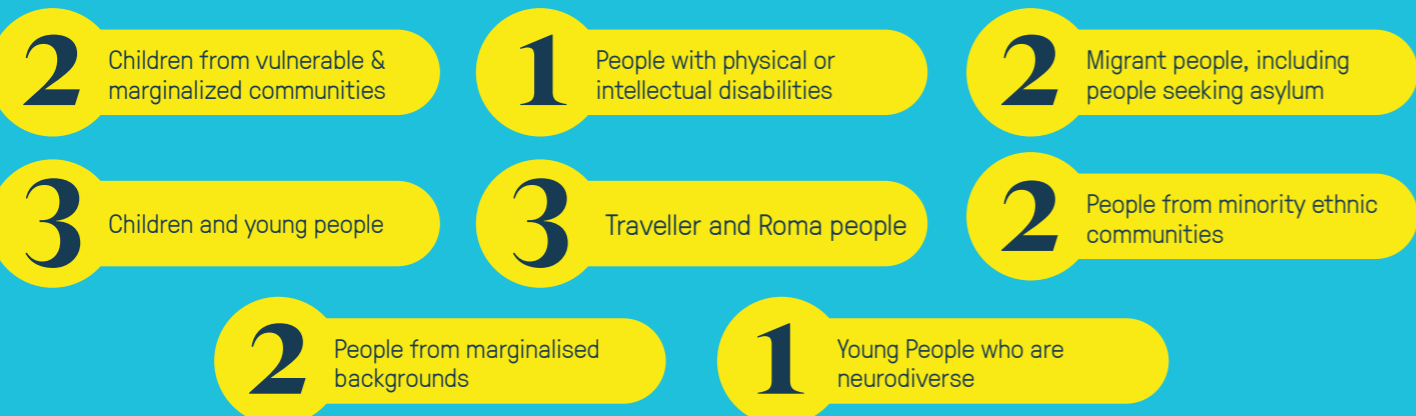 2 Children from vulnerable &
marginalized communities
1 People with physical or
intellectual disabilities
2 Migrant people, including
people seeking asylum
3 Children and young people
3 Traveller and Roma people
2 People from minority ethnic
communities
2 People from marginalised
backgrounds
1 Young People who are
neurodiverse